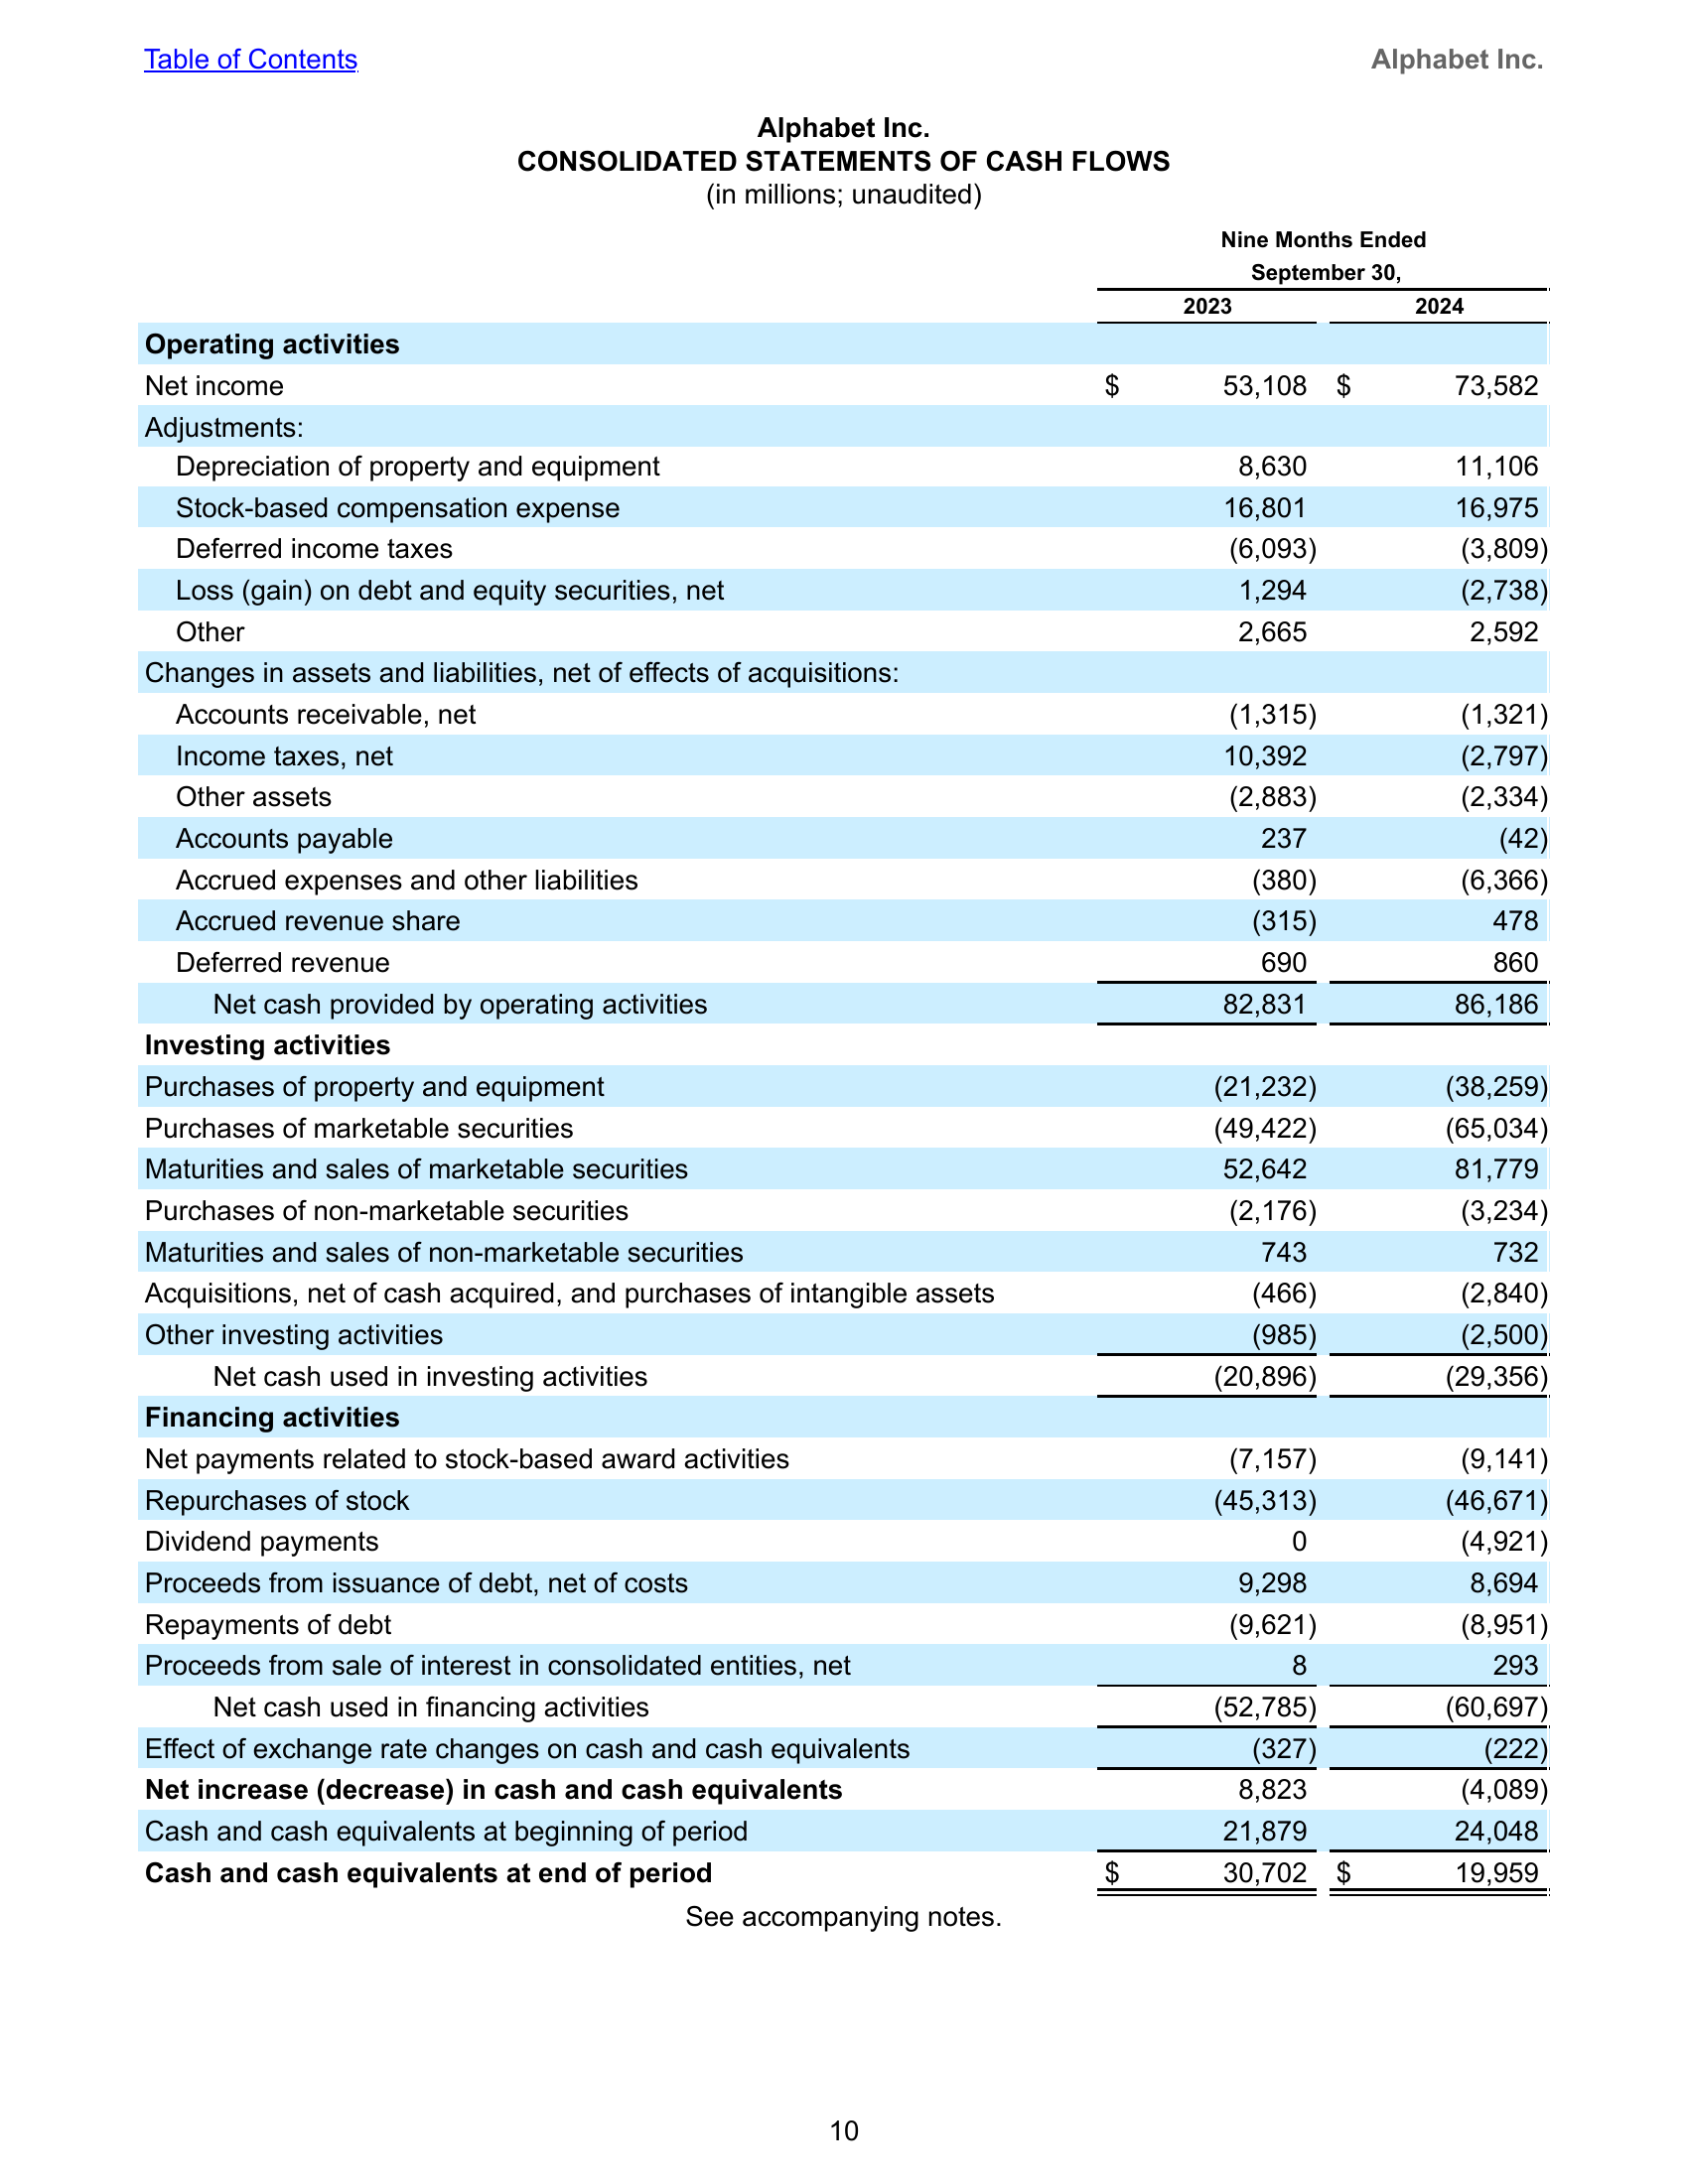 Table of Contents Alphabet Inc.
Alphabet Inc.
CONSOLIDATED STATEMENTS OF CASH FLOWS
(in millions; unaudited)
Nine Months Ended
September 30,
2023 2024
Operating activities
Net income $ 53,108 $ 73,582
Adjustments:
Depreciation of property and equipment 8,630 11,106
Stock-based compensation expense 16,801 16,975
Deferred income taxes (6,093) (3,809)
Loss (gain) on debt and equity securities, net 1,294 (2,738)
Other 2,665 2,592
Changes in assets and liabilities, net of effects of acquisitions:
Accounts receivable, net (1,315) (1,321)
Income taxes, net 10,392 (2,797)
Other assets (2,883) (2,334)
Accounts payable 237 (42)
Accrued expenses and other liabilities (380) (6,366)
Accrued revenue share (315) 478
Deferred revenue 690 860
Net cash provided by operating activities 82,831 86,186
Investing activities
Purchases of property and equipment (21,232) (38,259)
Purchases of marketable securities (49,422) (65,034)
Maturities and sales of marketable securities 52,642 81,779
Purchases of non-marketable securities (2,176) (3,234)
Maturities and sales of non-marketable securities 743 732
Acquisitions, net of cash acquired, and purchases of intangible assets (466) (2,840)
Other investing activities (985) (2,500)
Net cash used in investing activities (20,896) (29,356)
Financing activities
Net payments related to stock-based award activities (7,157) (9,141)
Repurchases of stock (45,313) (46,671)
Dividend payments 0 (4,921)
Proceeds from issuance of debt, net of costs 9,298 8,694
Repayments of debt (9,621) (8,951)
Proceeds from sale of interest in consolidated entities, net 8 293
Net cash used in financing activities (52,785) (60,697)
Effect of exchange rate changes on cash and cash equivalents (327) (222)
Net increase (decrease) in cash and cash equivalents 8,823 (4,089)
Cash and cash equivalents at beginning of period 21,879 24,048
Cash and cash equivalents at end of period $ 30,702 $ 19,959
See accompanying notes.
10